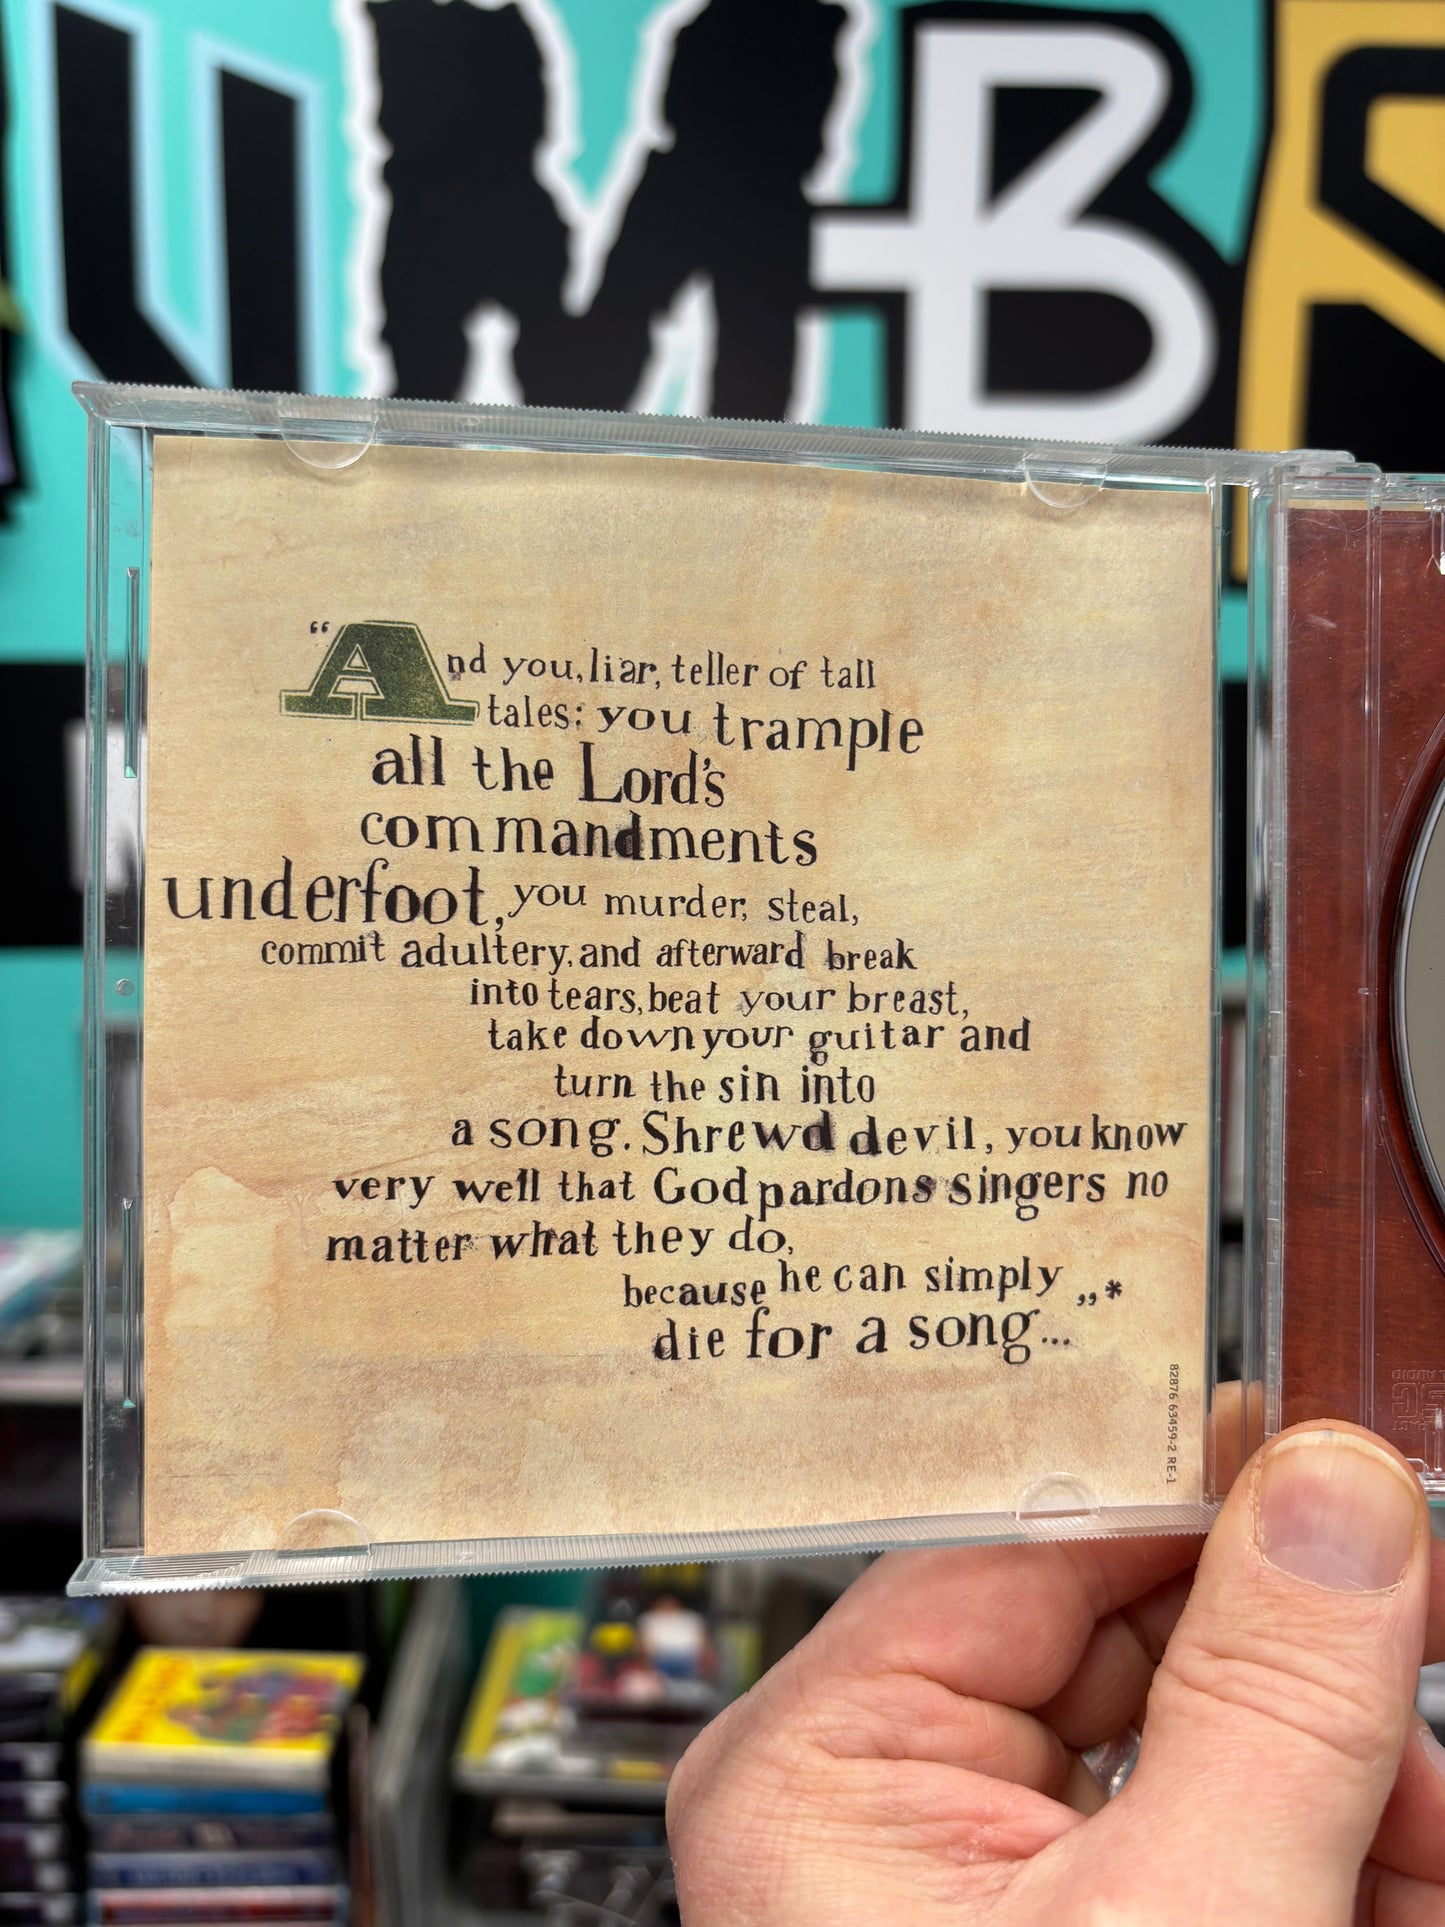 UMB
“And you, liar, teller of tall
tales: you trample
all the Lord's
commandments
underfoot, you murder, steal,
commit adultery, and afterward break
into tears, beat your breast,
take down your guitar and
turn the sin into
a song. Shrewd devil, you know
very well that God pardons singers no
matter what they do,
because he can simply
die for a song...„*
82876 63459-2 RE-1